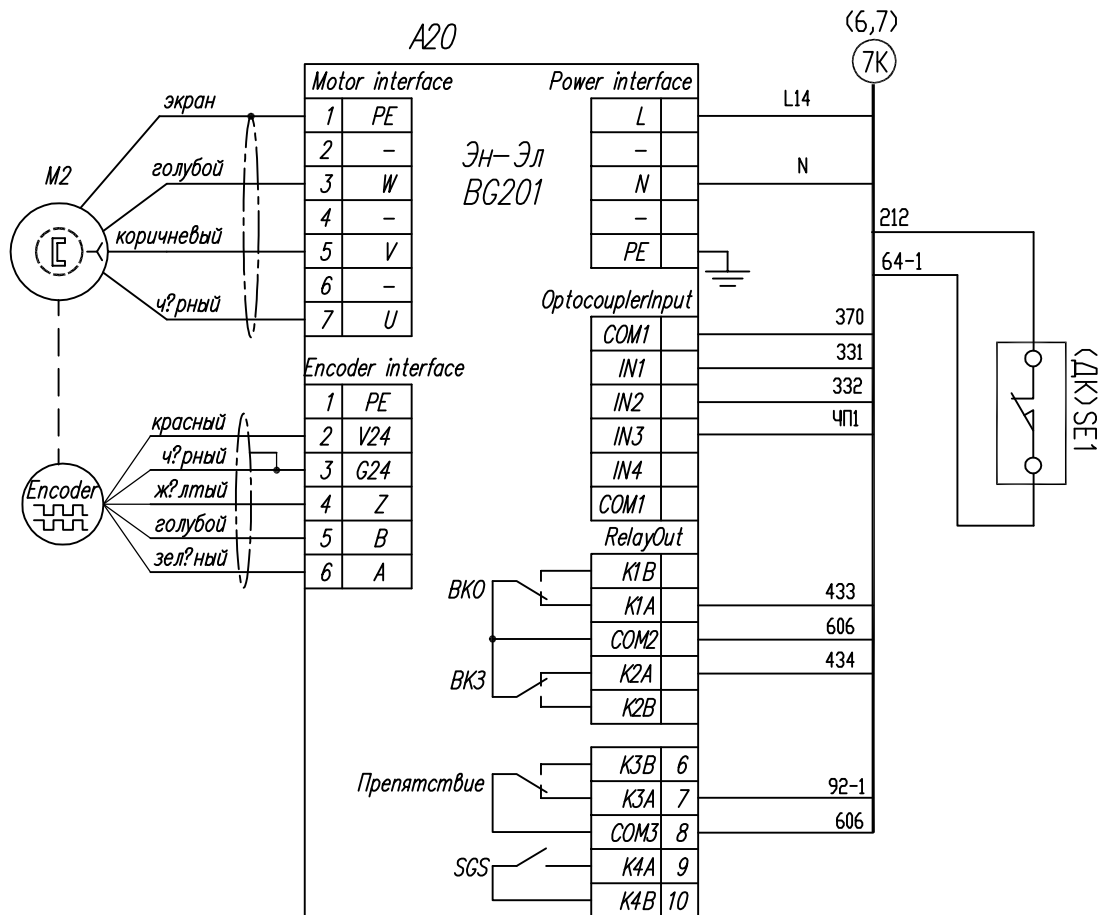 A20
(6,7)
7К
Motor interface
1 PE
2 –
3 W
4 –
5 V
6 –
7 U
экран
голубой
коричневый
ч?рный
M2
Эн–Эл
BG201
Power interface
L
–
N
–
PE
L14
N
212
64-1
OptocouplerInput
COM1
IN1
IN2
IN3
IN4
COM1
370
331
332
ЧП1
(ДК)SE1
Encoder interface
1 PE
2 V24
3 G24
4 Z
5 B
6 A
красный
ч?рный
ж?лтый
голубой
зел?ный
Encoder
RelayOut
K1B
K1A
COM2
K2A
K2B
ВКО
ВКЗ
433
606
434
K3B 6
K3A 7
COM3 8
K4A 9
K4B 10
Препятствие
SGS
92-1
606